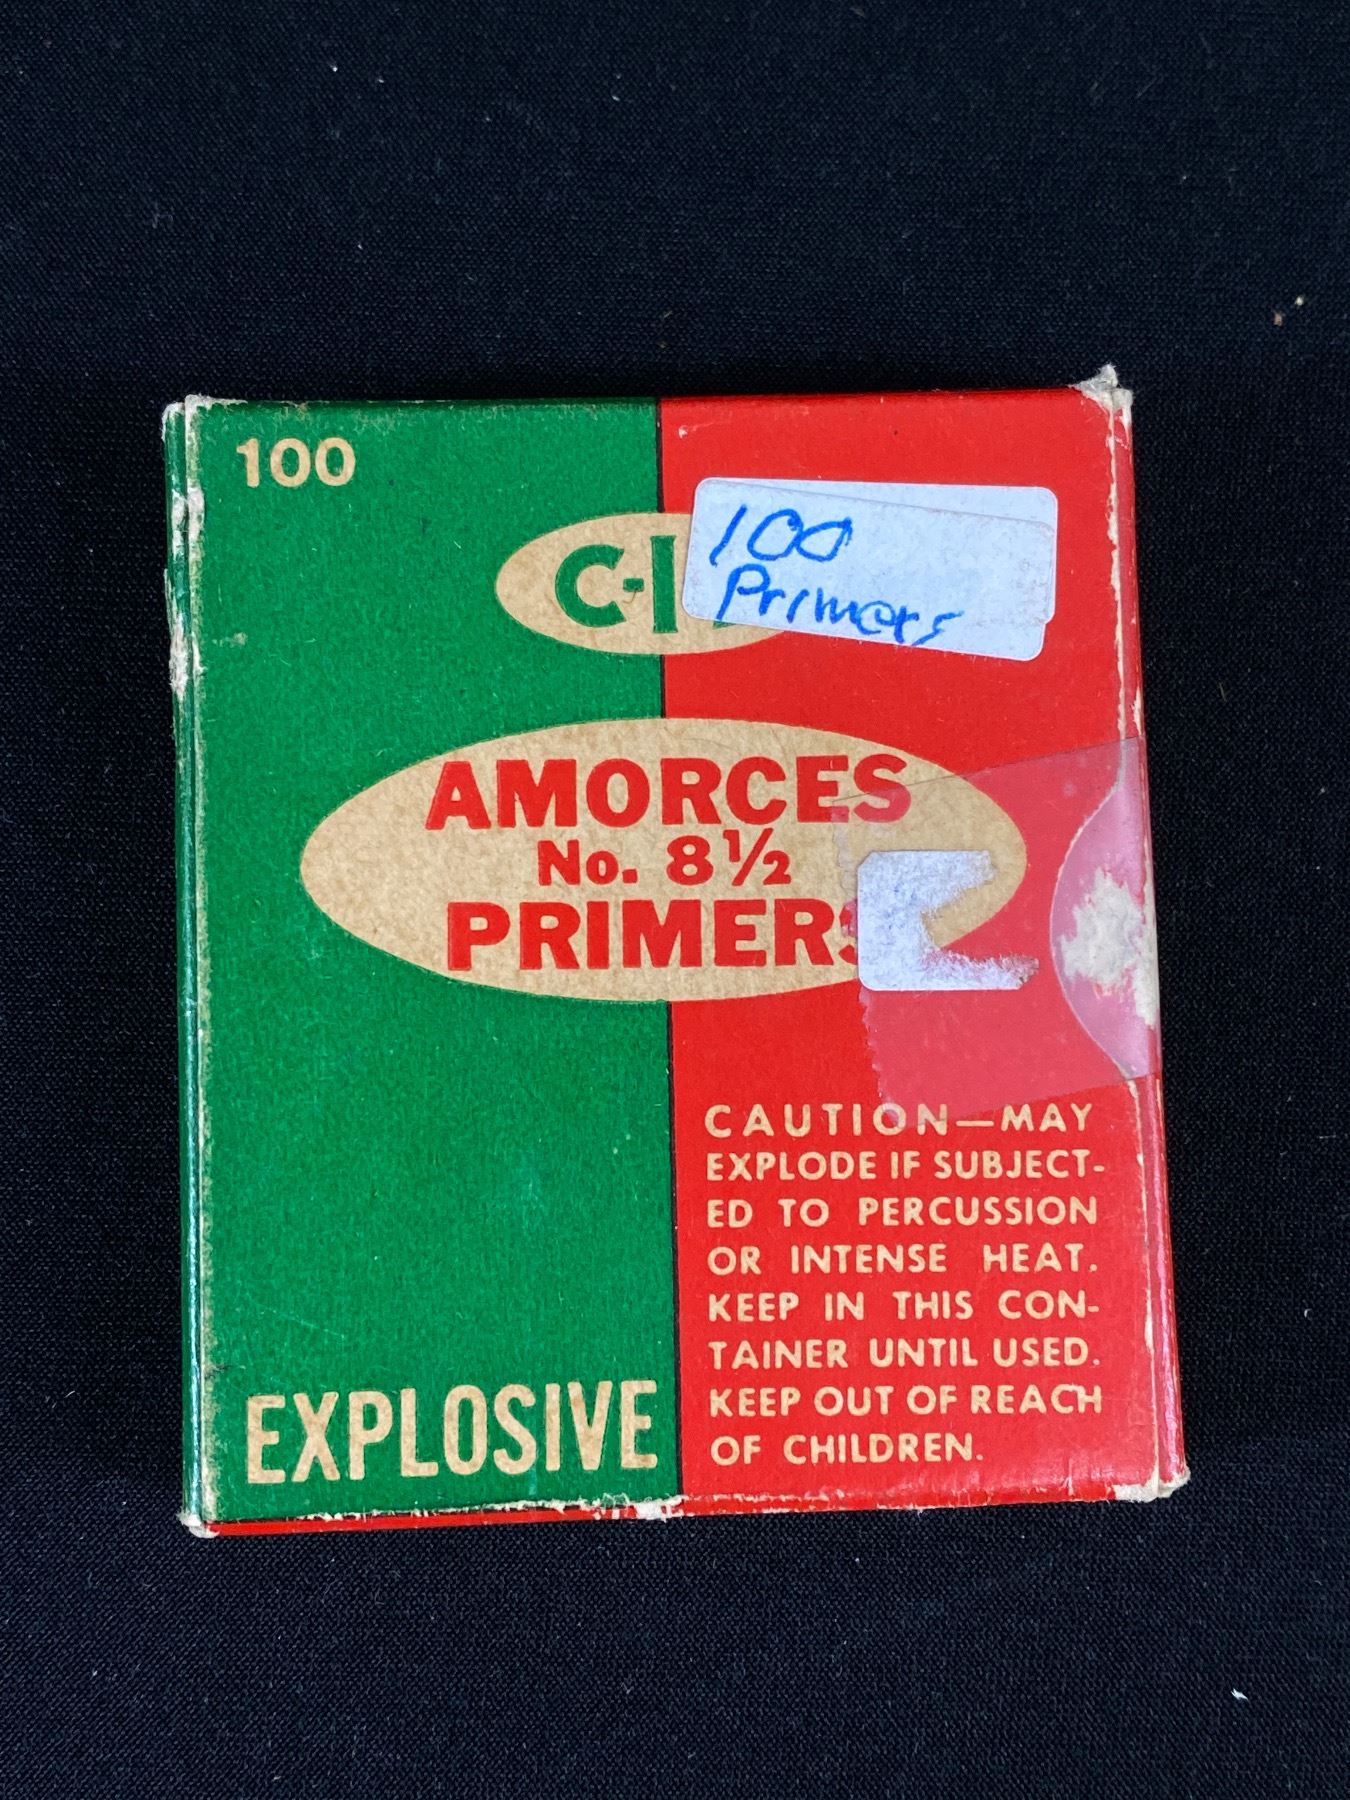 100
100
Primers
AMORCES
No. 8½
PRIMERS
CAUTION—MAY
EXPLODE IF SUBJECT-
ED TO PERCUSSION
OR INTENSE HEAT.
KEEP IN THIS CON-
TAINER UNTIL USED.
KEEP OUT OF REACH
OF CHILDREN.
EXPLOSIVE